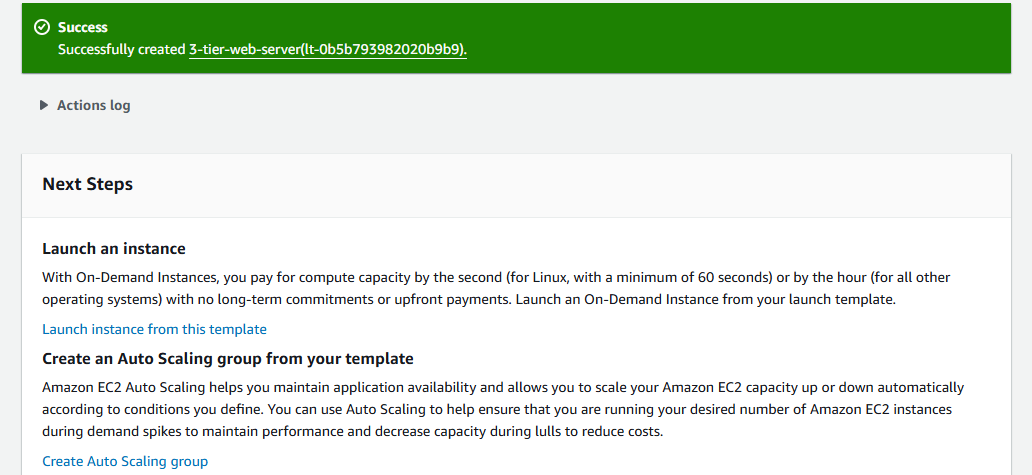 Success
Successfully created 3-tier-web-server(lt-0b5b793982020b9b9).
Actions log
Next Steps
Launch an instance
With On-Demand Instances, you pay for compute capacity by the second (for Linux, with a minimum of 60 seconds) or by the hour (for all other
operating systems) with no long-term commitments or upfront payments. Launch an On-Demand Instance from your launch template.
Launch instance from this template
Create an Auto Scaling group from your template
Amazon EC2 Auto Scaling helps you maintain application availability and allows you to scale your Amazon EC2 capacity up or down automatically
according to conditions you define. You can use Auto Scaling to help ensure that you are running your desired number of Amazon EC2 instances
during demand spikes to maintain performance and decrease capacity during lulls to reduce costs.
Create Auto Scaling group